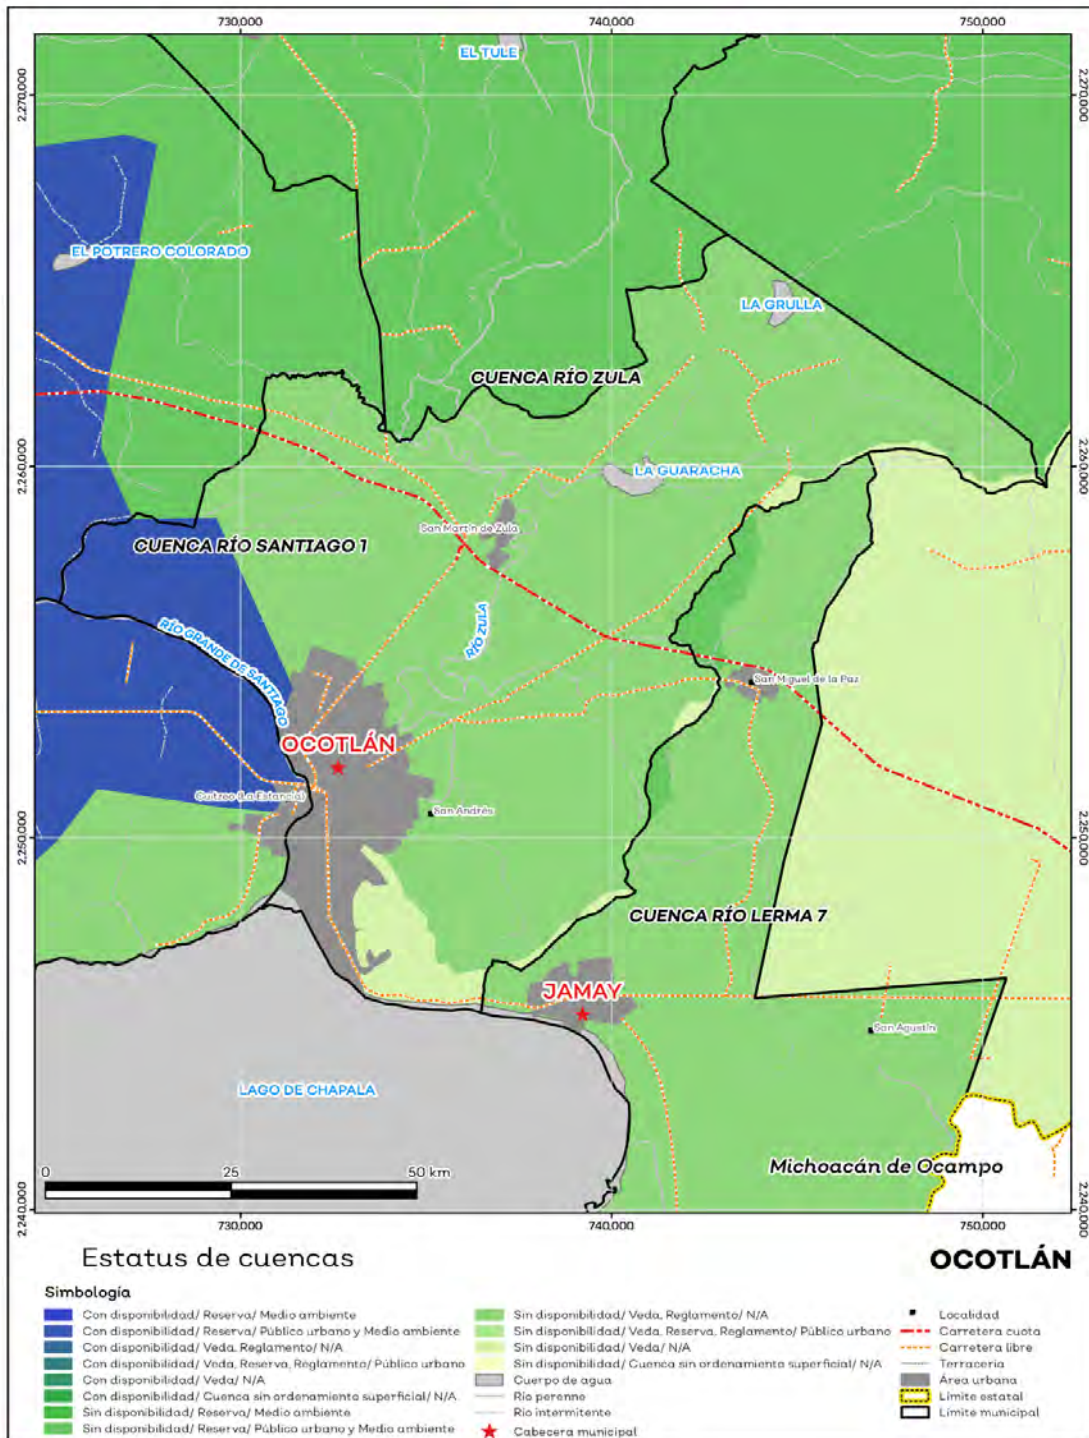 730,000
740,000
750,000
2,270,000
2,270,000
EL TULE
EL POTRERO COLORADO
LA GRULLA
CUENCA RÍO ZULA
2,260,000
2,260,000
LA GUARACHA
San Martín de Zula
CUENCA RÍO SANTIAGO 1
RÍO GRANDE DE SANTIAGO
RÍO ZULA
San Miguel de la Paz
OCOTLÁN
Cuitzeo (La Estancia)
San Andrés
2,250,000
2,250,000
CUENCA RÍO LERMA 7
JAMAY
San Agustín
LAGO DE CHAPALA
Michoacán de Ocampo
0 25 50 km
2,240,000
2,240,000
730,000
740,000
750,000
Estatus de cuencas
OCOTLÁN
Simbología
Con disponibilidad/ Reserva/ Medio ambiente
Con disponibilidad/ Reserva/ Público urbano y Medio ambiente
Con disponibilidad/ Veda, Reglamento/ N/A
Con disponibilidad/ Veda, Reserva, Reglamento/ Público urbano
Con disponibilidad/ Veda/ N/A
Con disponibilidad/ Cuenca sin ordenamiento superficial/ N/A
Sin disponibilidad/ Reserva/ Medio ambiente
Sin disponibilidad/ Reserva/ Público urbano y Medio ambiente
Sin disponibilidad/ Veda, Reglamento/ N/A
Sin disponibilidad/ Veda, Reserva, Reglamento/ Público urbano
Sin disponibilidad/ Veda/ N/A
Sin disponibilidad/ Cuenca sin ordenamiento superficial/ N/A
Cuerpo de agua
Río perenne
Río intermitente
Cabecera municipal
Localidad
Carretera cuota
Carretera libre
Terracería
Área urbana
Límite estatal
Límite municipal